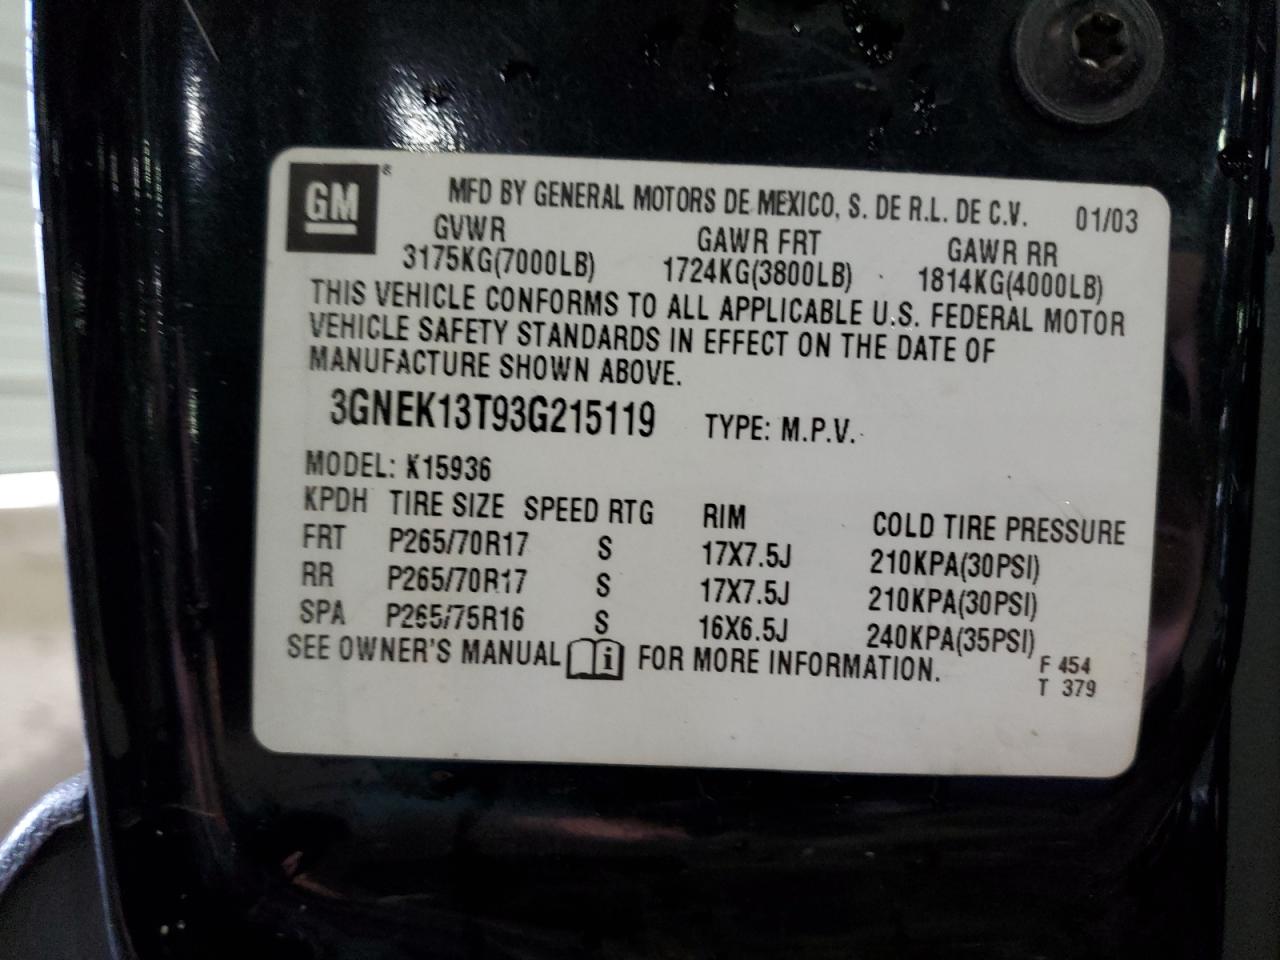 GM ® MFD BY GENERAL MOTORS DE MEXICO, S. DE R.L. DE C.V. 01/03
GVWR GAWR FRT GAWR RR
3175KG(7000LB) 1724KG(3800LB) 1814KG(4000LB)
THIS VEHICLE CONFORMS TO ALL APPLICABLE U.S. FEDERAL MOTOR
VEHICLE SAFETY STANDARDS IN EFFECT ON THE DATE OF
MANUFACTURE SHOWN ABOVE.
3GNEK13T93G215119 TYPE: M.P.V.
MODEL: K15936
KPDH TIRE SIZE SPEED RTG RIM COLD TIRE PRESSURE
FRT P265/70R17 S 17X7.5J 210KPA(30PSI)
RR P265/70R17 S 17X7.5J 210KPA(30PSI)
SPA P265/75R16 S 16X6.5J 240KPA(35PSI)
SEE OWNER'S MANUAL i FOR MORE INFORMATION.
F 454
T 379